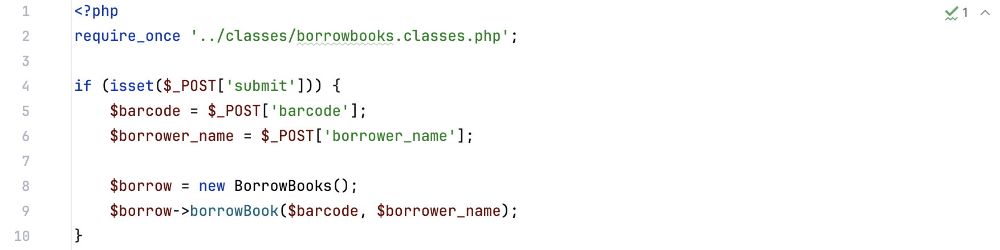 1 <?php
2 require_once '../classes/borrowbooks.classes.php';
3
4 if (isset($_POST['submit'])) {
5     $barcode = $_POST['barcode'];
6     $borrower_name = $_POST['borrower_name'];
7
8     $borrow = new BorrowBooks();
9     $borrow->borrowBook($barcode, $borrower_name);
10 }
1